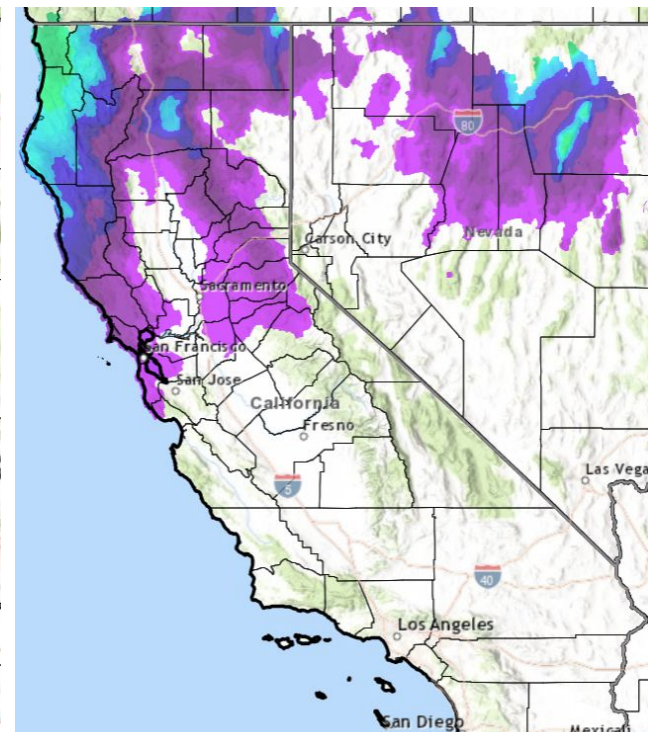 80
Carson City
Nevada
Sacramento
San Francisco
San Jose
California
Fresno
5
Las Vega
40
Los Angeles
San Diego
Mexicali